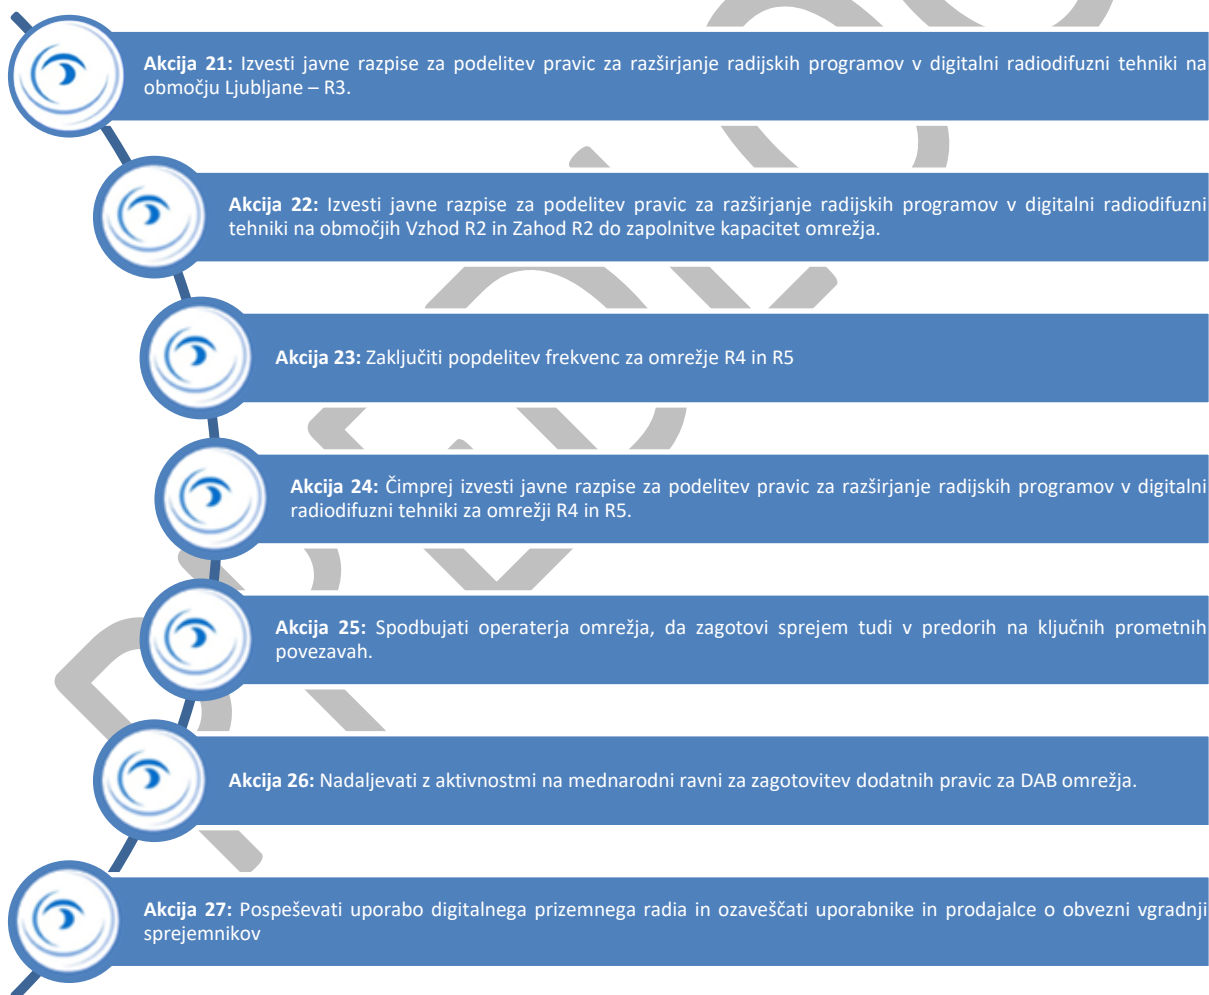 Akcija 21: Izvesti javne razpise za podelitev pravic za razširjanje radijskih programov v digitalni radiodifuzni tehniki na
območju Ljubljane – R3.
Akcija 22: Izvesti javne razpise za podelitev pravic za razširjanje radijskih programov v digitalni radiodifuzni
tehniki na območjih Vzhod R2 in Zahod R2 do zapolnitve kapacitet omrežja.
Akcija 23: Zaključiti popdelitev frekvenc za omrežje R4 in R5
Akcija 24: Čimprej izvesti javne razpise za podelitev pravic za razširjanje radijskih programov v digitalni
radiodifuzni tehniki za omrežji R4 in R5.
Akcija 25: Spodbujati operaterja omrežja, da zagotovi sprejem tudi v predorih na ključnih prometnih
povezavah.
Akcija 26: Nadaljevati z aktivnostmi na mednarodni ravni za zagotovitev dodatnih pravic za DAB omrežja.
Akcija 27: Pospeševati uporabo digitalnega prizemnega radia in ozaveščati uporabnike in prodajalce o obvezni vgradnji
sprejemnikov